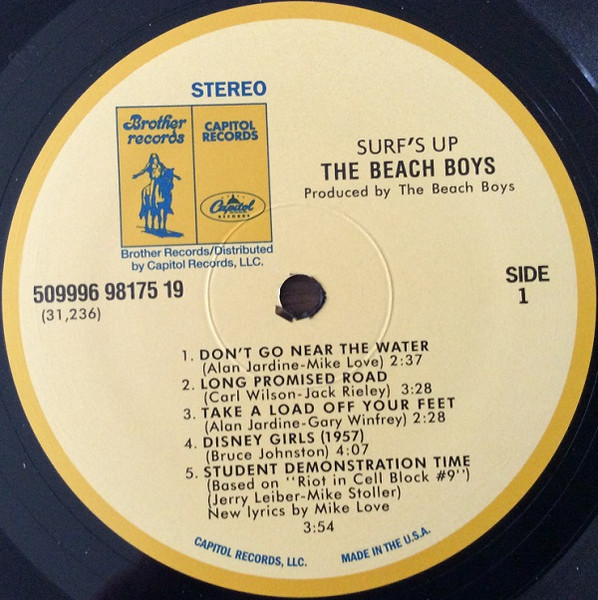 STEREO
Brother
records
CAPITOL
RECORDS
Capitol
RECORDS
Brother Records/Distributed
by Capitol Records, LLC.
SURF'S UP
THE BEACH BOYS
Produced by The Beach Boys
509996 98175 19
(31,236)
SIDE
1
1. DON'T GO NEAR THE WATER
(Alan Jardine-Mike Love) 2:37
2. LONG PROMISED ROAD
(Carl Wilson-Jack Rieley) 3:28
3. TAKE A LOAD OFF YOUR FEET
(Alan Jardine-Gary Winfrey) 2:28
4. DISNEY GIRLS (1957)
(Bruce Johnston) 4:07
5. STUDENT DEMONSTRATION TIME
(Based on "Riot in Cell Block #9")
(Jerry Leiber-Mike Stoller)
New lyrics by Mike Love
3:54
CAPITOL RECORDS, LLC. MADE IN THE U.S.A.